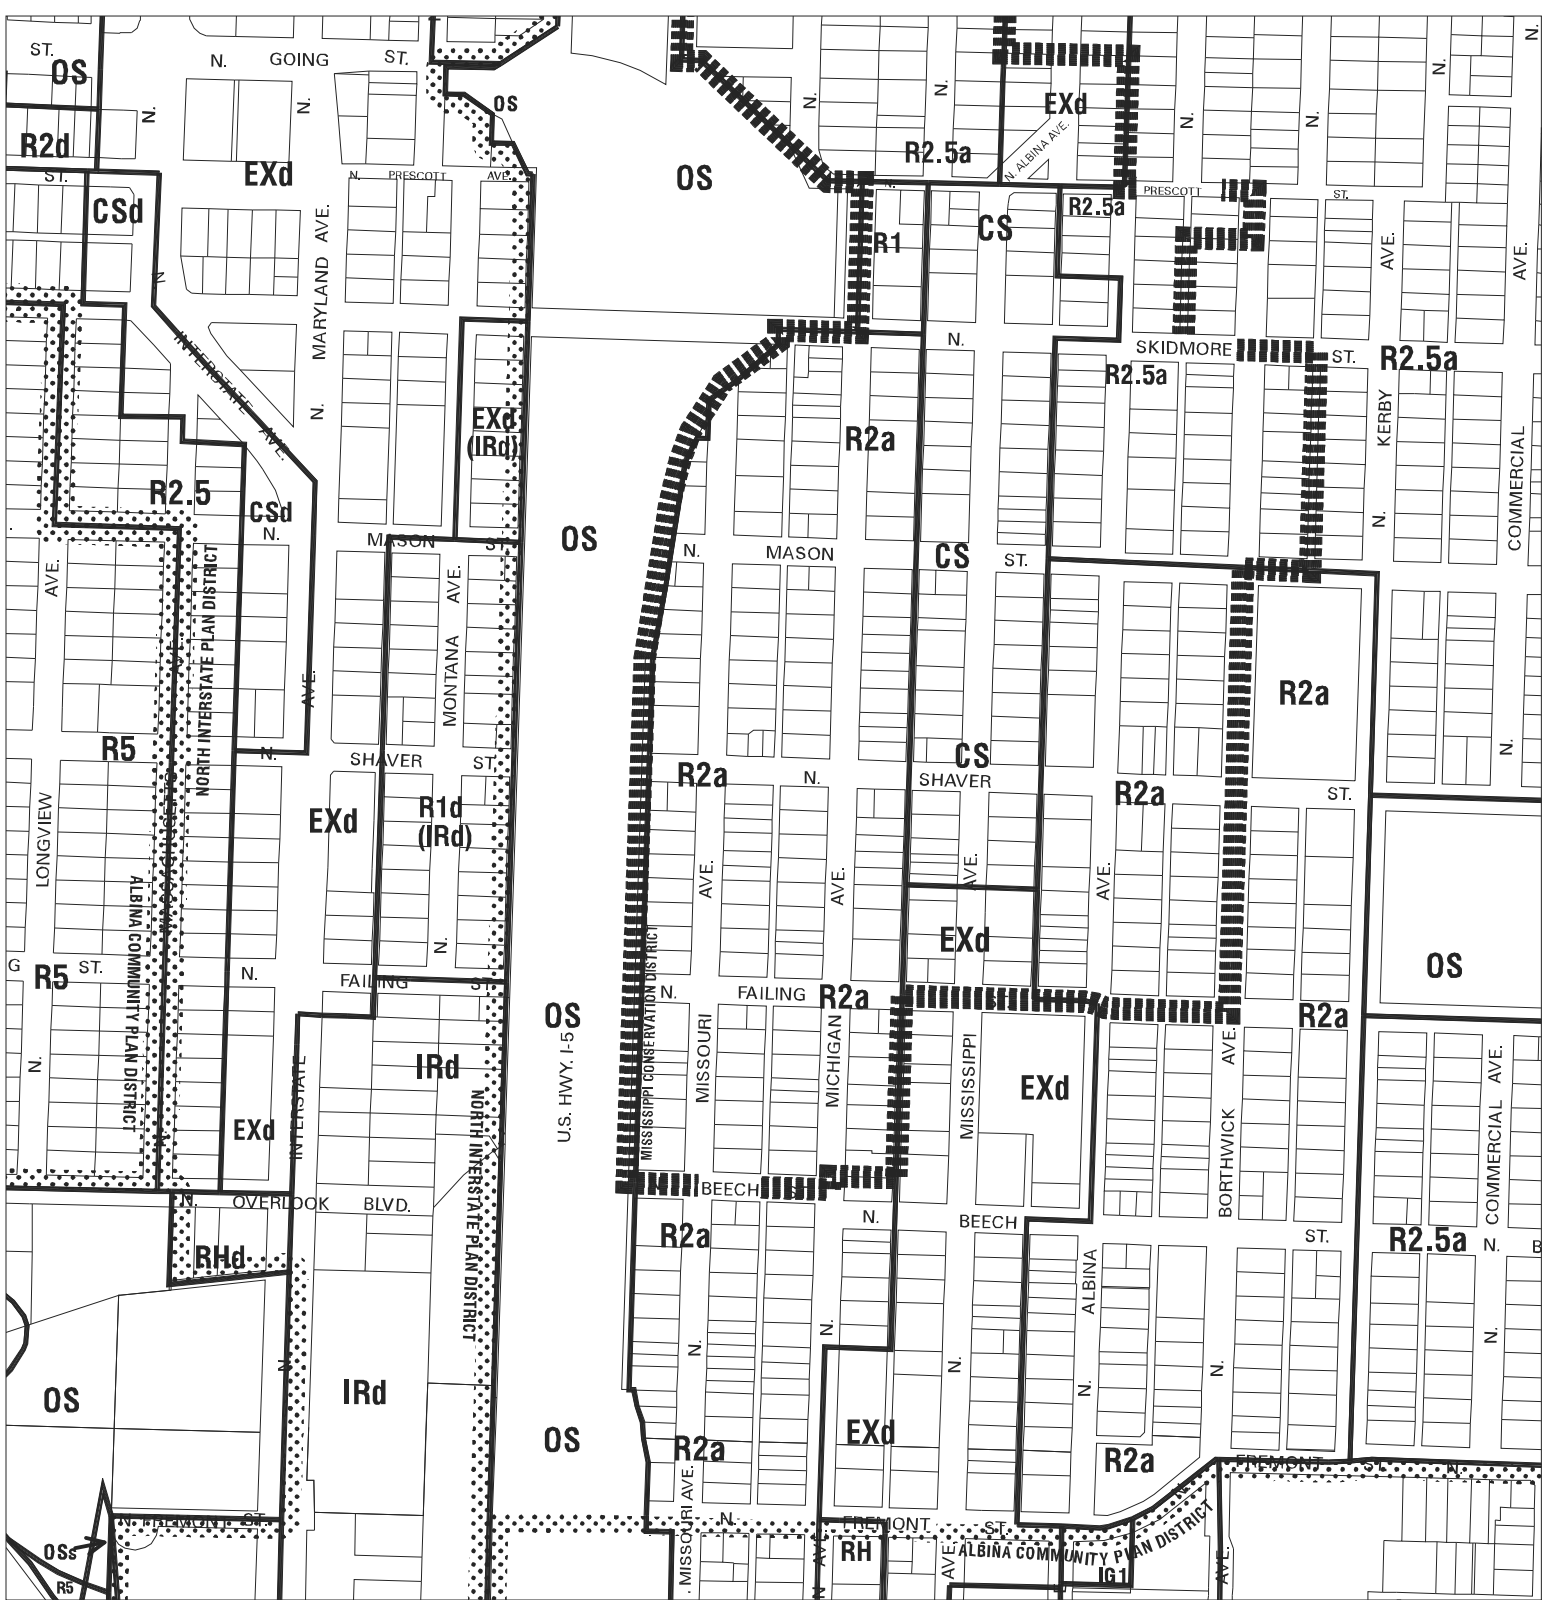 ST.
OS
N.
GOING
ST.
N.
N.
N.
N.
N.
N.
N.
N.
OS
EXd
R2d
EXd
ST.
N.
PRESCOTT
AVE.
OS
R2.5a
N. ALBINA AVE.
N.
PRESCOTT
ST.
CSd
MARYLAND AVE.
N.
R1
CS
R2.5a
AVE.
AVE.
N
INTERSTATE
AVE.
N.
N.
SKIDMORE
ST.
R2.5a
R2.5a
EXd
(IRd)
R2a
KERBY
N.
COMMERCIAL
R2.5
CSd
N.
OS
MASON
ST.
N.
MASON
ST.
CS
AVE.
NORTH INTERSTATE PLAN DISTRICT
AVE.
AVE.
MONTANA AVE.
N.
R2a
R5
N.
SHAVER
ST.
R2a
N.
CS
SHAVER
R2a
ST.
N.
LONGVIEW
N.
EXd
R1d
(IRd)
AVE.
AVE.
AVE.
AVE.
ALBINA COMMUNITY PLAN DISTRICT
EXd
OS
G
R5
ST.
N.
FAILING
ST.
MISSISSIPPI CONSERVATION DISTRICT
N.
FAILING
R2a
R2a
OS
U.S. HWY. I-5
MISSOURI
MICHIGAN
MISSISSIPPI
EXd
BORTHWICK AVE.
COMMERCIAL AVE.
IRd
EXd
INTERSTATE
NORTH INTERSTATE PLAN DISTRICT
N.
OVERLOOK
BLVD.
BEECH
N.
BEECH
ST.
R2.5a
N.
B
RHd
R2a
ALBINA
N.
N.
N.
N.
N.
N.
N.
OS
IRd
OS
R2a
EXd
R2a
N.
FREMONT
ST.
N.
FREMONT
ST.
FREMONT
ST.
N.
N.
MISSOURI AVE.
OSs
R5
RH
N
AVE
AVE.
AVE.
ALBINA COMMUNITY PLAN DISTRICT
IG1